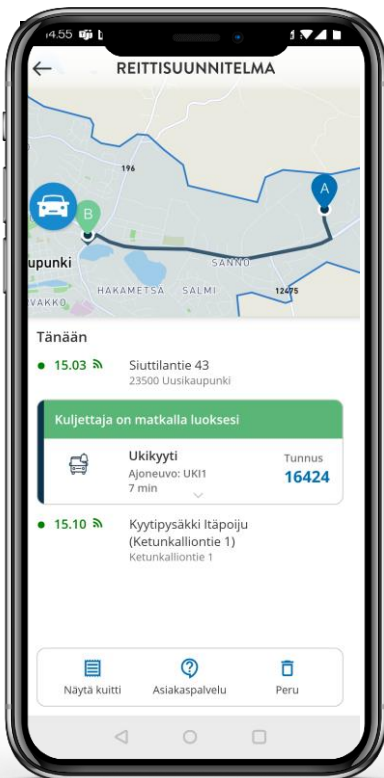 14.55
REITTISUUNNITELMA
196
A
B
upunki
SANNO
HAKAMETSÄ SALMI
VAKKO
12475
Tänään
15.03 Siuttilantie 43
23500 Uusikaupunki
Kuljettaja on matkalla luoksesi
Ukikyyti Tunnus
Ajoneuvo: UKI1 16424
7 min
15.10 Kyytipysäkki Itäpoiju
(Ketunkalliontie 1)
Ketunkalliontie 1
Näytä kuitti Asiakaspalvelu Peru